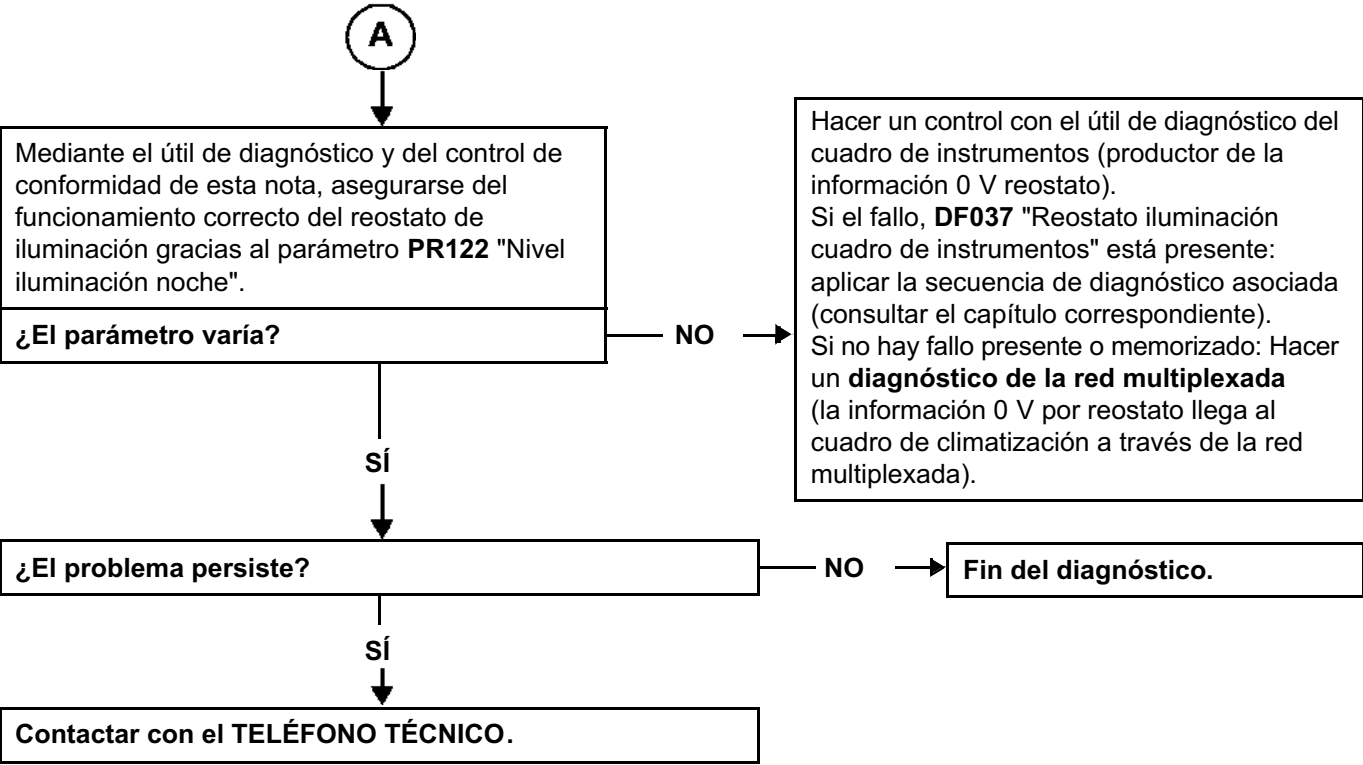 A
Mediante el útil de diagnóstico y del control de
conformidad de esta nota, asegurarse del
funcionamiento correcto del reostato de
iluminación gracias al parámetro PR122 "Nivel
iluminación noche".
¿El parámetro varía?
NO
Hacer un control con el útil de diagnóstico del
cuadro de instrumentos (productor de la
información 0 V reostato).
Si el fallo, DF037 "Reostato iluminación
cuadro de instrumentos" está presente:
aplicar la secuencia de diagnóstico asociada
(consultar el capítulo correspondiente).
Si no hay fallo presente o memorizado: Hacer
un diagnóstico de la red multiplexada
(la información 0 V por reostato llega al
cuadro de climatización a través de la red
multiplexada).
SÍ
¿El problema persiste?
NO
Fin del diagnóstico.
SÍ
Contactar con el TELÉFONO TÉCNICO.